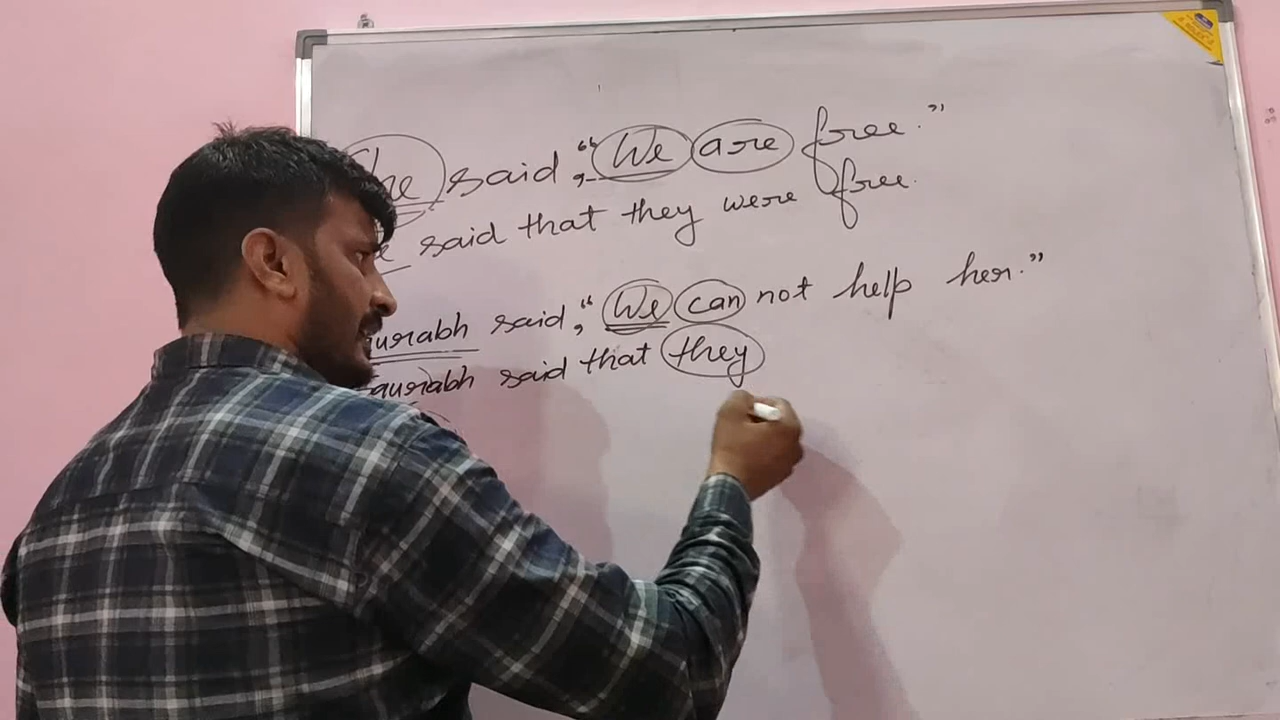 said, "We are free."
said that they were free.
said, "We can not help her."
said that they